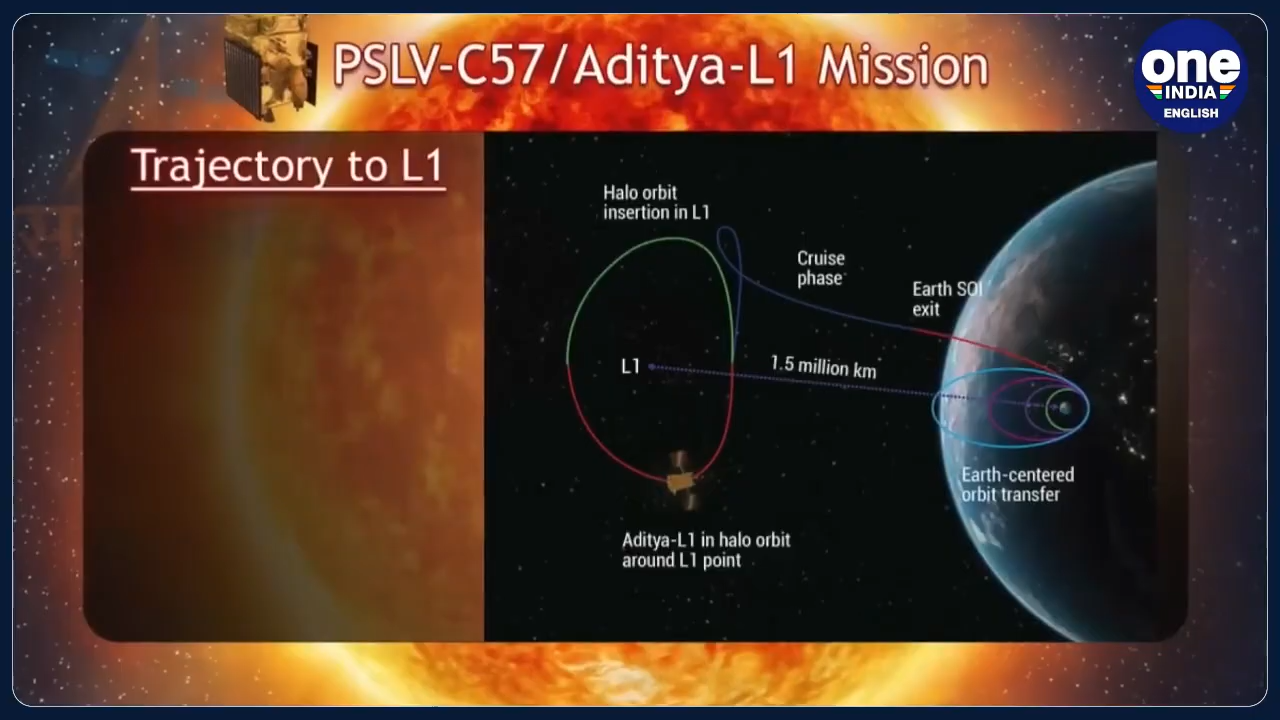 PSLV-C57/Aditya-L1 Mission
one
INDIA
ENGLISH
Trajectory to L1
Halo orbit
insertion in L1
Cruise
phase
Earth SOI
exit
L1
1.5 million km
Earth-centered
orbit transfer
Aditya-L1 in halo orbit
around L1 point